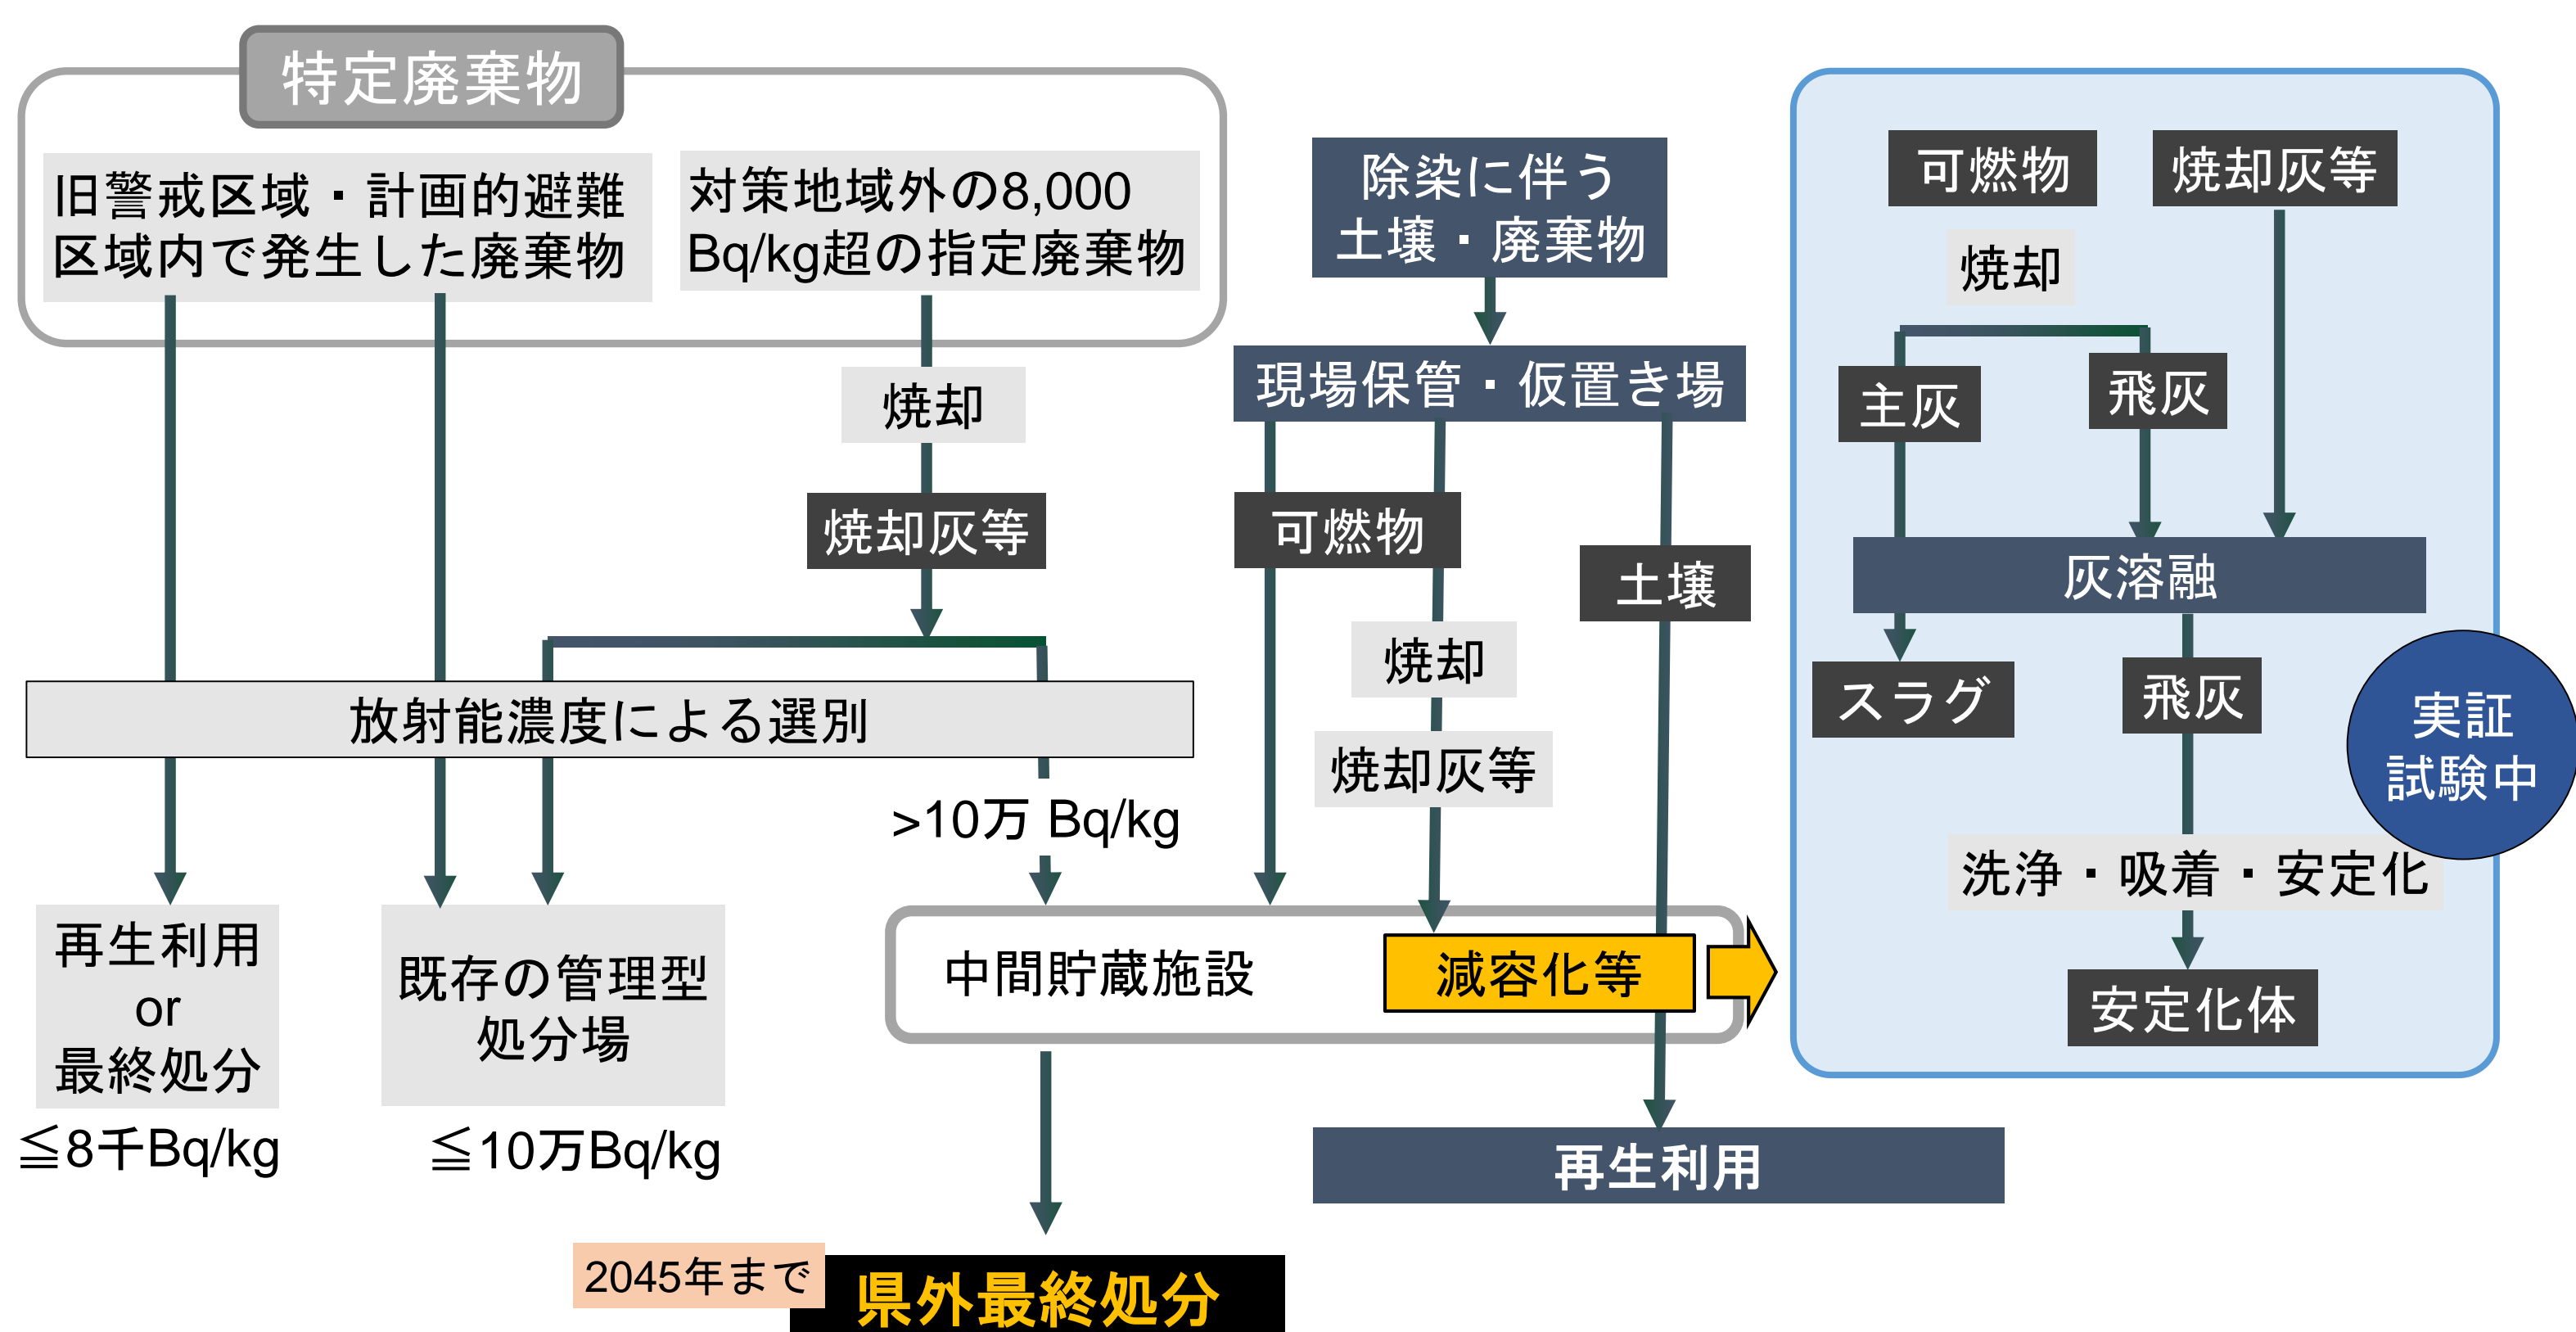 特定廃棄物
旧警戒区域・計画的避難
区域内で発生した廃棄物
対策地域外の8,000
Bq/kg超の指定廃棄物
焼却
焼却灰等
放射能濃度による選別
>10万 Bq/kg
再生利用
or
最終処分
≦8千Bq/kg
既存の管理型
処分場
≦10万Bq/kg
除染に伴う
土壌・廃棄物
現場保管・仮置き場
可燃物
土壌
焼却
焼却灰等
中間貯蔵施設
減容化等
再生利用
2045年まで
県外最終処分
可燃物
焼却灰等
焼却
主灰
飛灰
灰溶融
スラグ
飛灰
実証
試験中
洗浄・吸着・安定化
安定化体